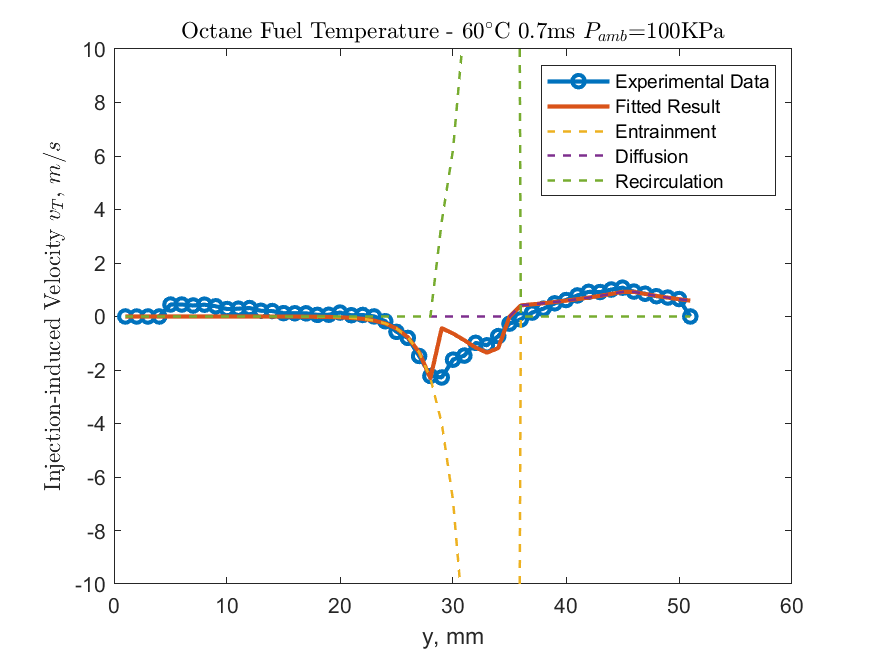 Octane Fuel Temperature - 60°C 0.7ms P_amb=100KPa
10
8
6
4
2
0
-2
-4
-6
-8
-10
Injection-induced Velocity v_T, m/s
Experimental Data
Fitted Result
Entrainment
Diffusion
Recirculation
0 10 20 30 40 50 60
y, mm